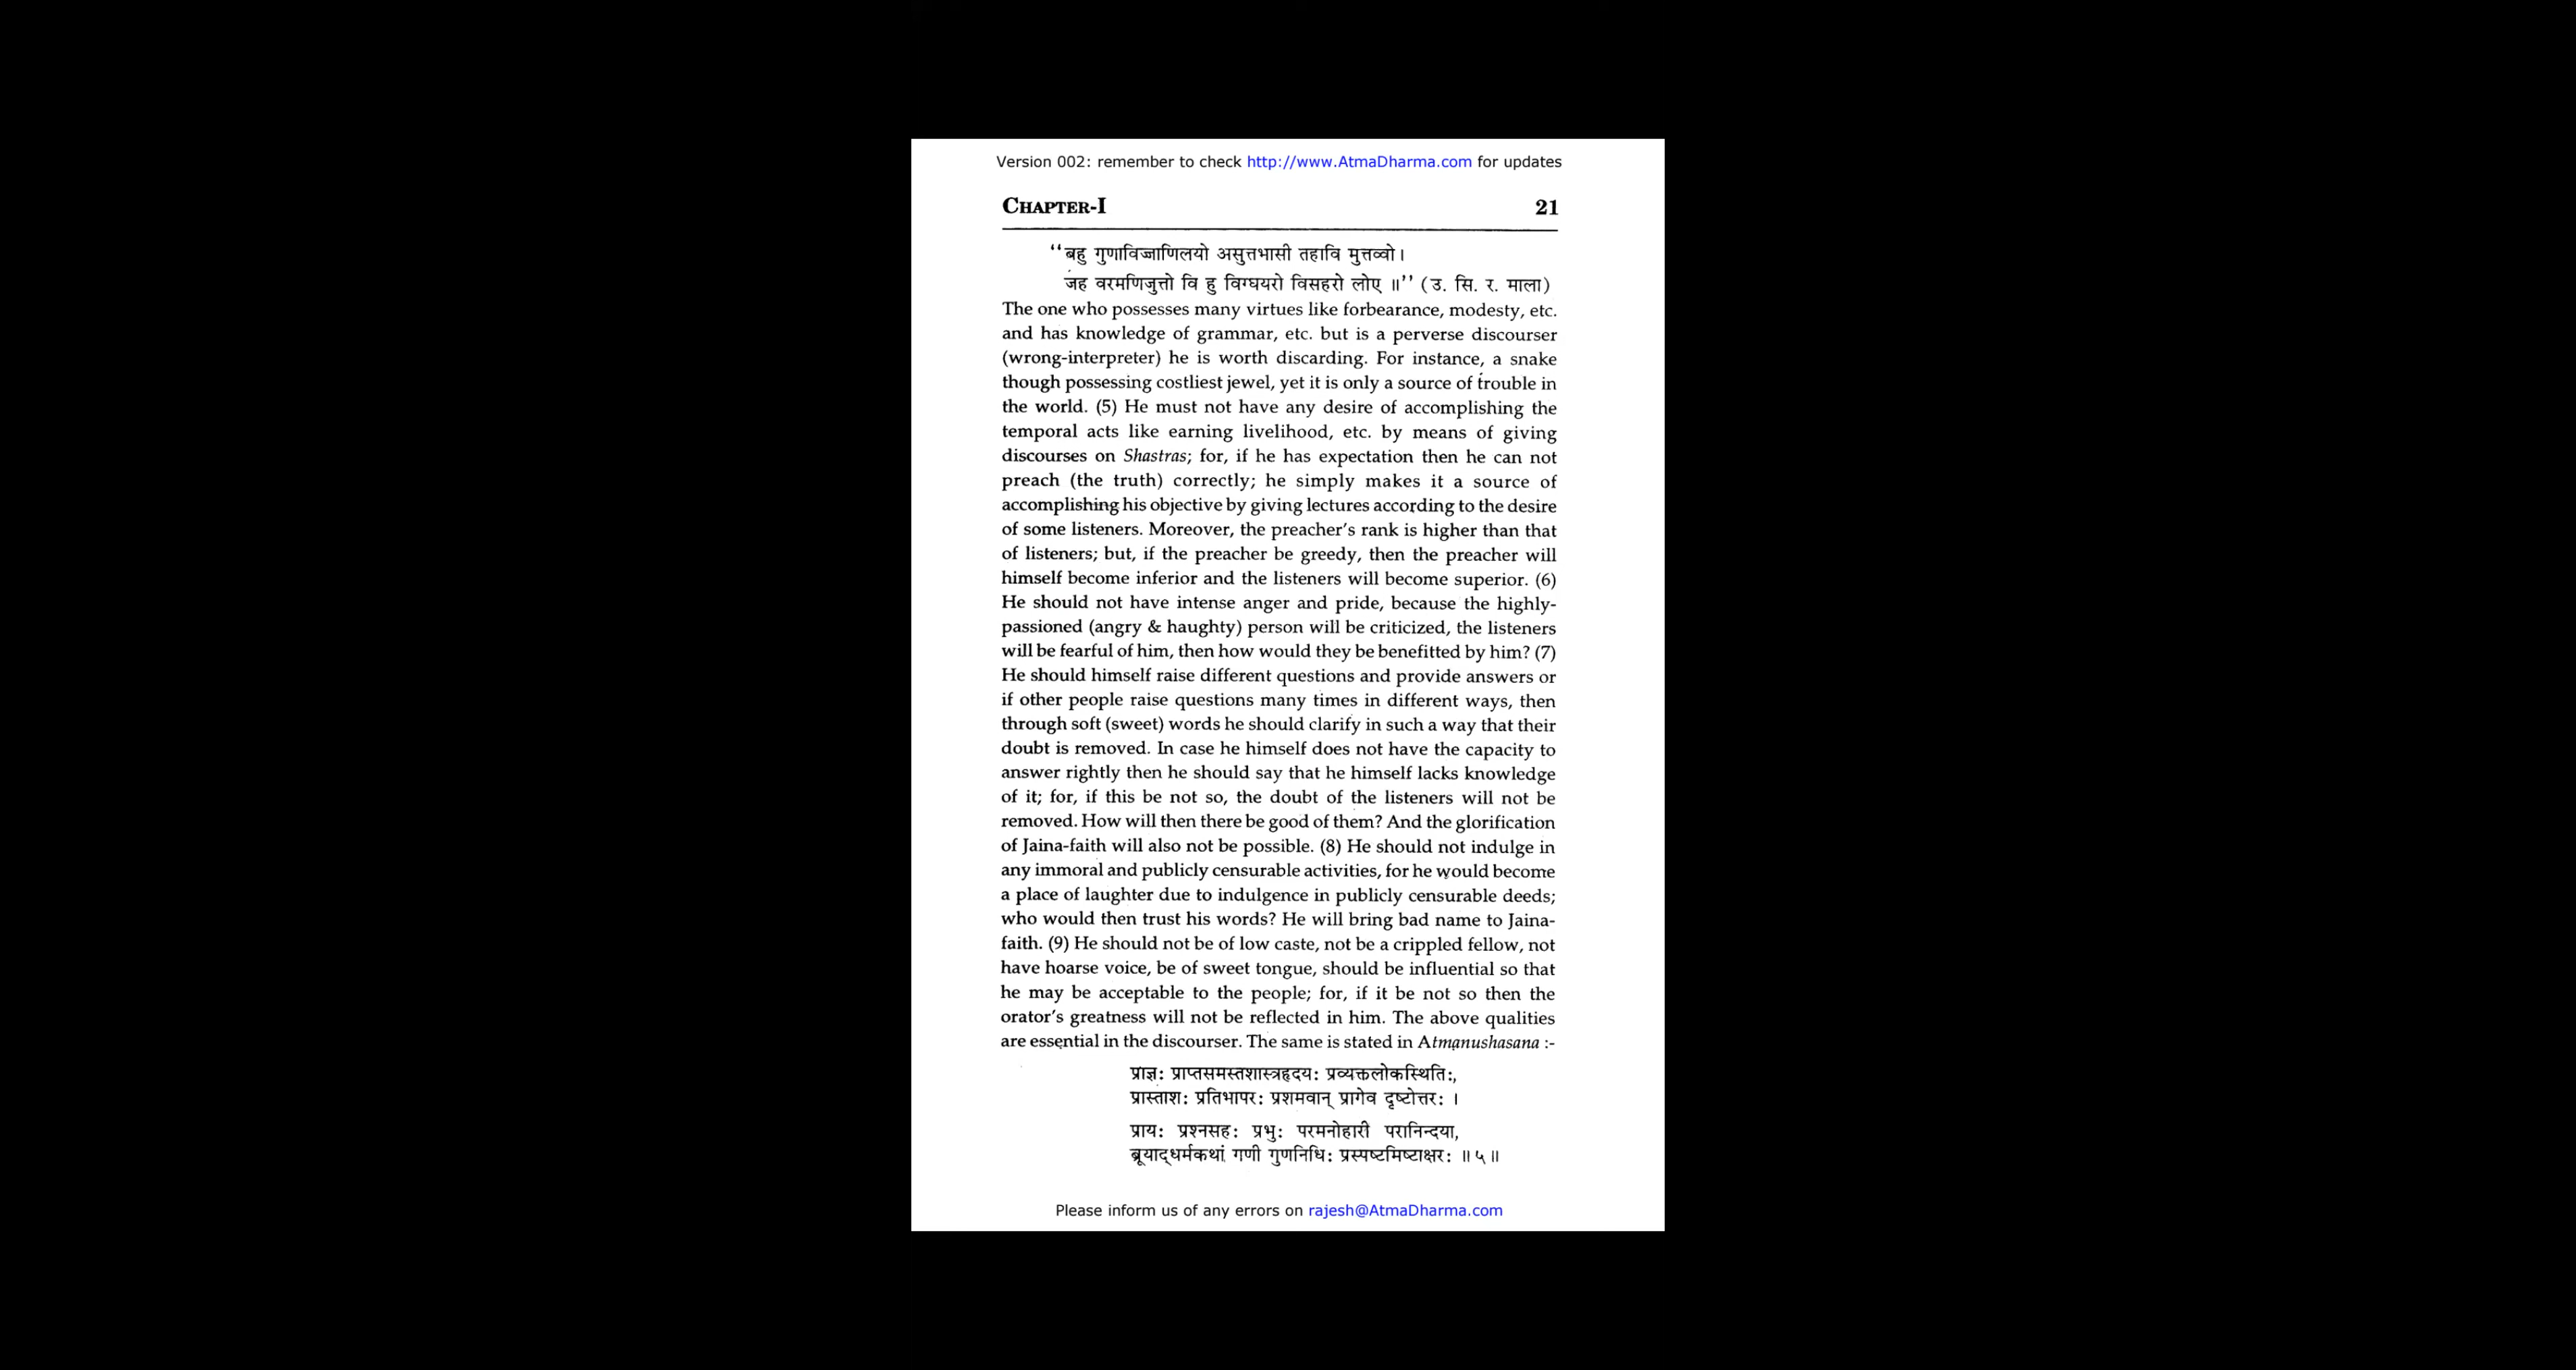 Version 002: remember to check http://www.AtmaDharma.com for updates
CHAPTER-I 21
‘‘बहु गुणाविज्जाणिलयो असुत्तभासी तहावि मुत्तव्वो।
जह वरमणिजुत्तो वि हु विग्घयरो विसहरो लोए ॥’’ (उ. सि. र. माला)
The one who possesses many virtues like forbearance, modesty, etc.
and has knowledge of grammar, etc. but is a perverse discourser
(wrong-interpreter) he is worth discarding. For instance, a snake
though possessing costliest jewel, yet it is only a source of trouble in
the world. (5) He must not have any desire of accomplishing the
temporal acts like earning livelihood, etc. by means of giving
discourses on Shastras; for, if he has expectation then he can not
preach (the truth) correctly; he simply makes it a source of
accomplishing his objective by giving lectures according to the desire
of some listeners. Moreover, the preacher's rank is higher than that
of listeners; but, if the preacher be greedy, then the preacher will
himself become inferior and the listeners will become superior. (6)
He should not have intense anger and pride, because the highly-
passioned (angry & haughty) person will be criticized, the listeners
will be fearful of him, then how would they be benefitted by him? (7)
He should himself raise different questions and provide answers or
if other people raise questions many times in different ways, then
through soft (sweet) words he should clarify in such a way that their
doubt is removed. In case he himself does not have the capacity to
answer rightly then he should say that he himself lacks knowledge
of it; for, if this be not so, the doubt of the listeners will not be
removed. How will then there be good of them? And the glorification
of Jaina-faith will also not be possible. (8) He should not indulge in
any immoral and publicly censurable activities, for he would become
a place of laughter due to indulgence in publicly censurable deeds;
who would then trust his words? He will bring bad name to Jaina-
faith. (9) He should not be of low caste, not be a crippled fellow, not
have hoarse voice, be of sweet tongue, should be influential so that
he may be acceptable to the people; for, if it be not so then the
orator's greatness will not be reflected in him. The above qualities
are essential in the discourser. The same is stated in Atmanushasana :-
प्राज्ञः प्राप्तसमस्तशास्त्रहृदयः प्रव्यक्तलोकस्थितिः,
प्रास्ताशः प्रतिभापरः प्रशमवान् प्रागेव दृष्टोत्तरः ।
प्रायः प्रश्नसहः प्रभुः परमनोहारी परानिन्दया,
ब्रूयाद्धर्मकथां गणी गुणनिधिः प्रस्पष्टमिष्टाक्षरः ॥५॥
Please inform us of any errors on rajesh@AtmaDharma.com